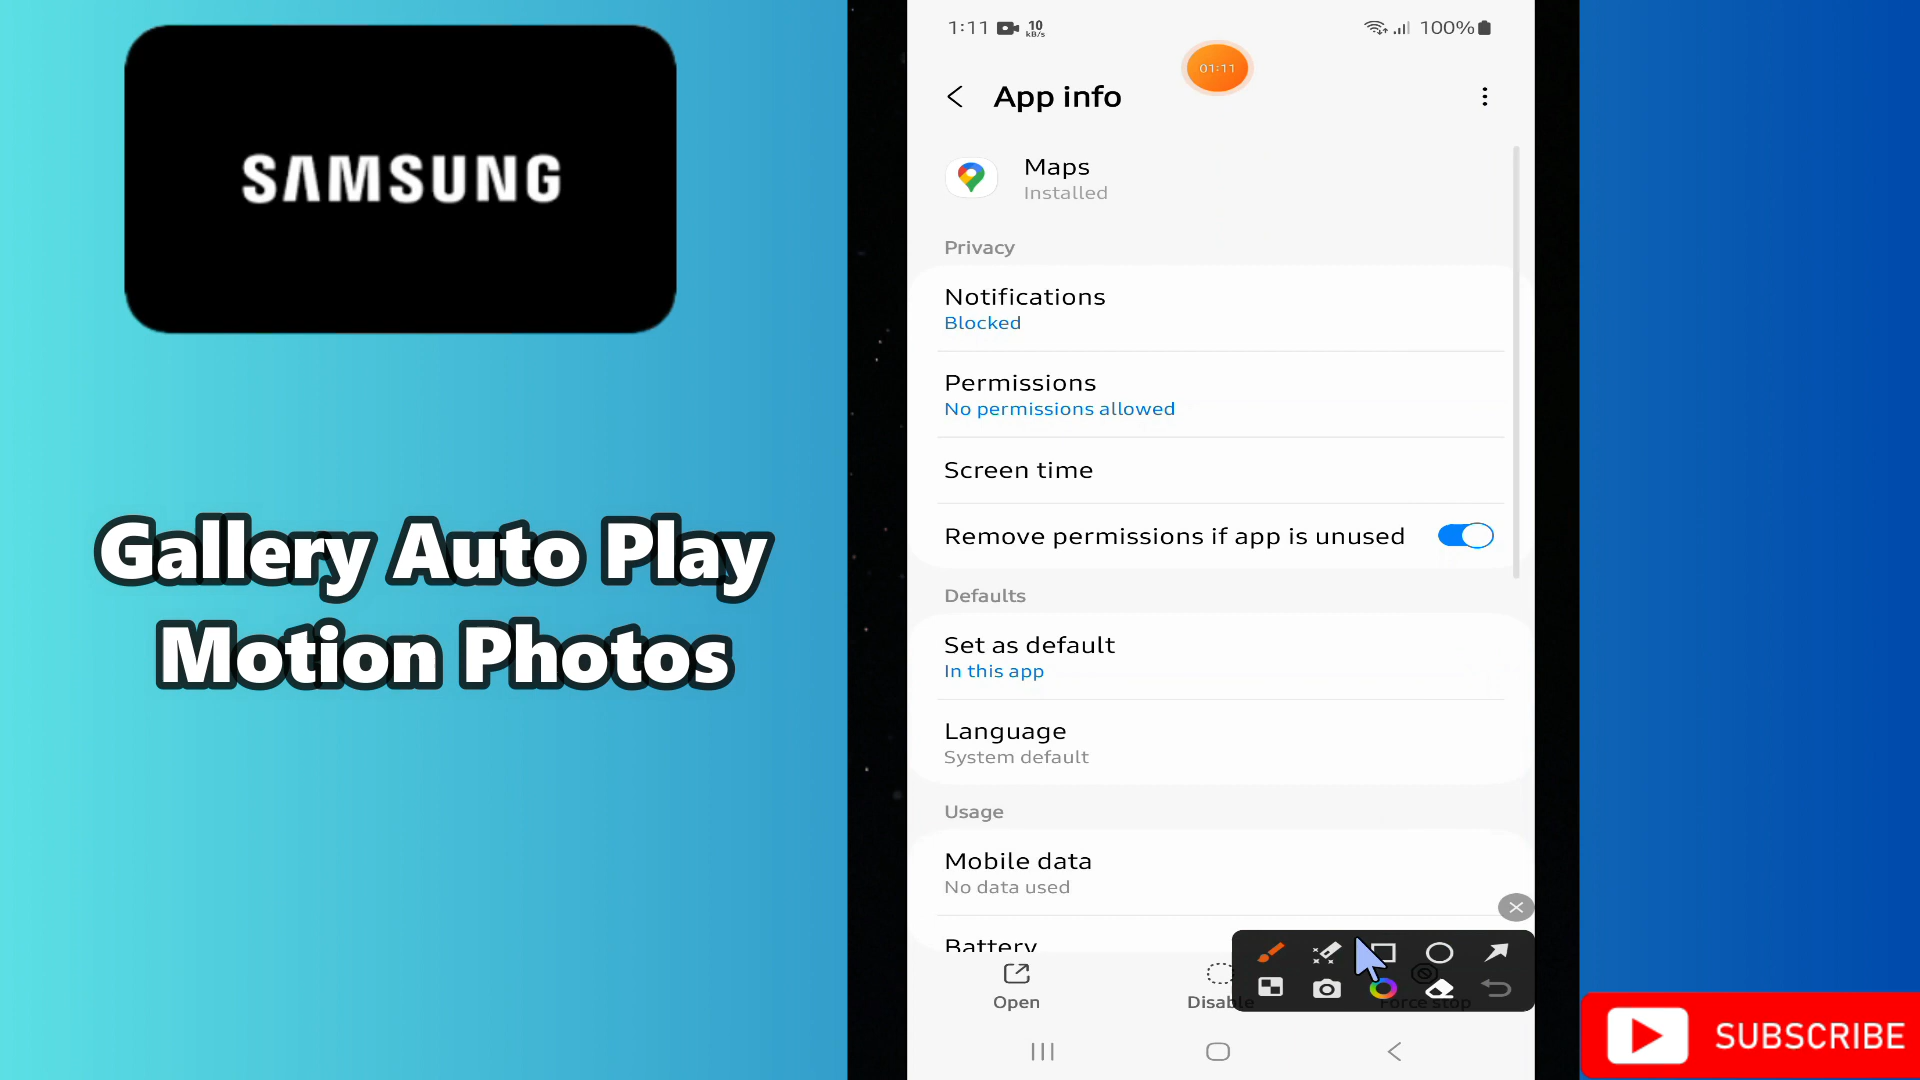 SAMSUNG
Gallery Auto Play
Motion Photos
1:11 10 kB/s 100%
01:11
App info
Maps
Installed
Privacy
Notifications
Blocked
Permissions
No permissions allowed
Screen time
Remove permissions if app is unused
Defaults
Set as default
In this app
Language
System default
Usage
Mobile data
No data used
Battery
Open
Disable
Force stop
SUBSCRIBE